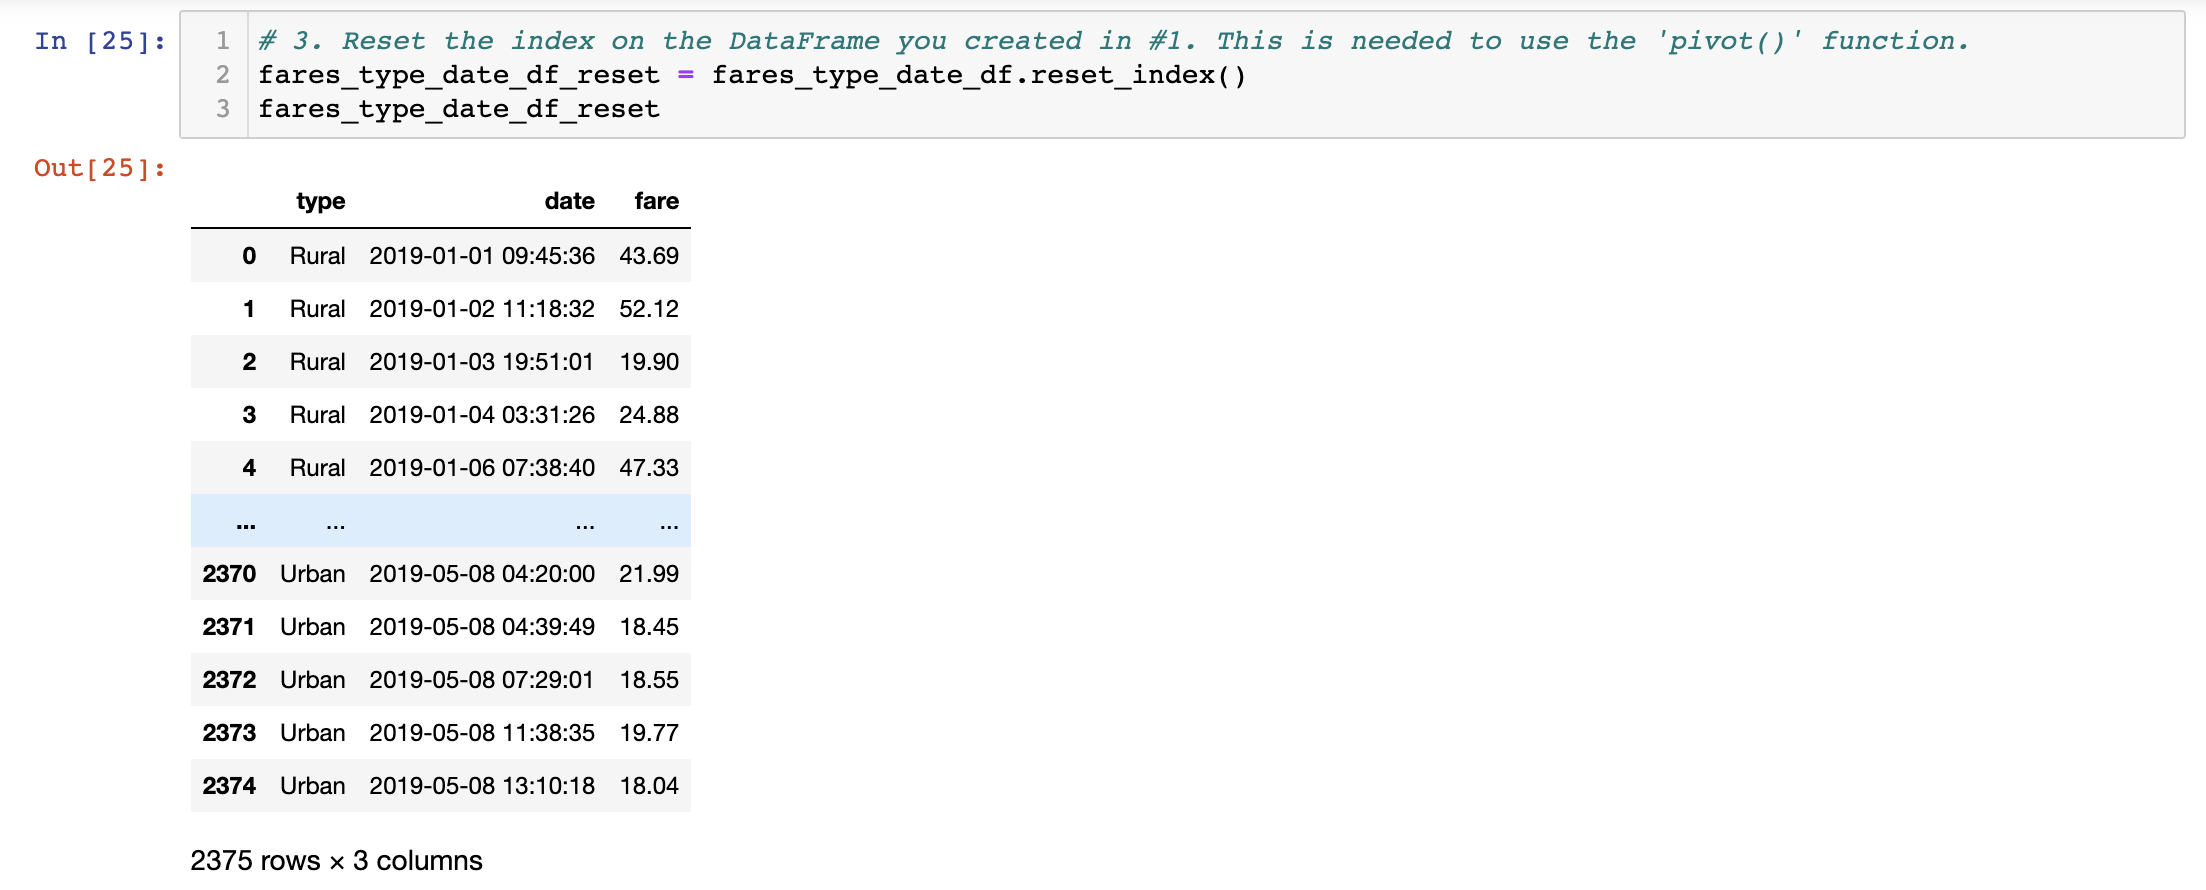 In [25]:
1 # 3. Reset the index on the DataFrame you created in #1. This is needed to use the 'pivot()' function.
2 fares_type_date_df_reset = fares_type_date_df.reset_index()
3 fares_type_date_df_reset
Out[25]:
type date fare
0 Rural 2019-01-01 09:45:36 43.69
1 Rural 2019-01-02 11:18:32 52.12
2 Rural 2019-01-03 19:51:01 19.90
3 Rural 2019-01-04 03:31:26 24.88
4 Rural 2019-01-06 07:38:40 47.33
... ... ... ...
2370 Urban 2019-05-08 04:20:00 21.99
2371 Urban 2019-05-08 04:39:49 18.45
2372 Urban 2019-05-08 07:29:01 18.55
2373 Urban 2019-05-08 11:38:35 19.77
2374 Urban 2019-05-08 13:10:18 18.04
2375 rows × 3 columns